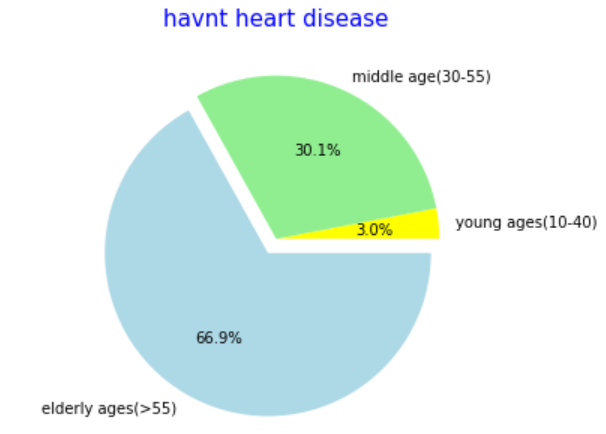 havnt heart disease
middle age(30-55)
30.1%
young ages(10-40)
3.0%
66.9%
elderly ages(>55)